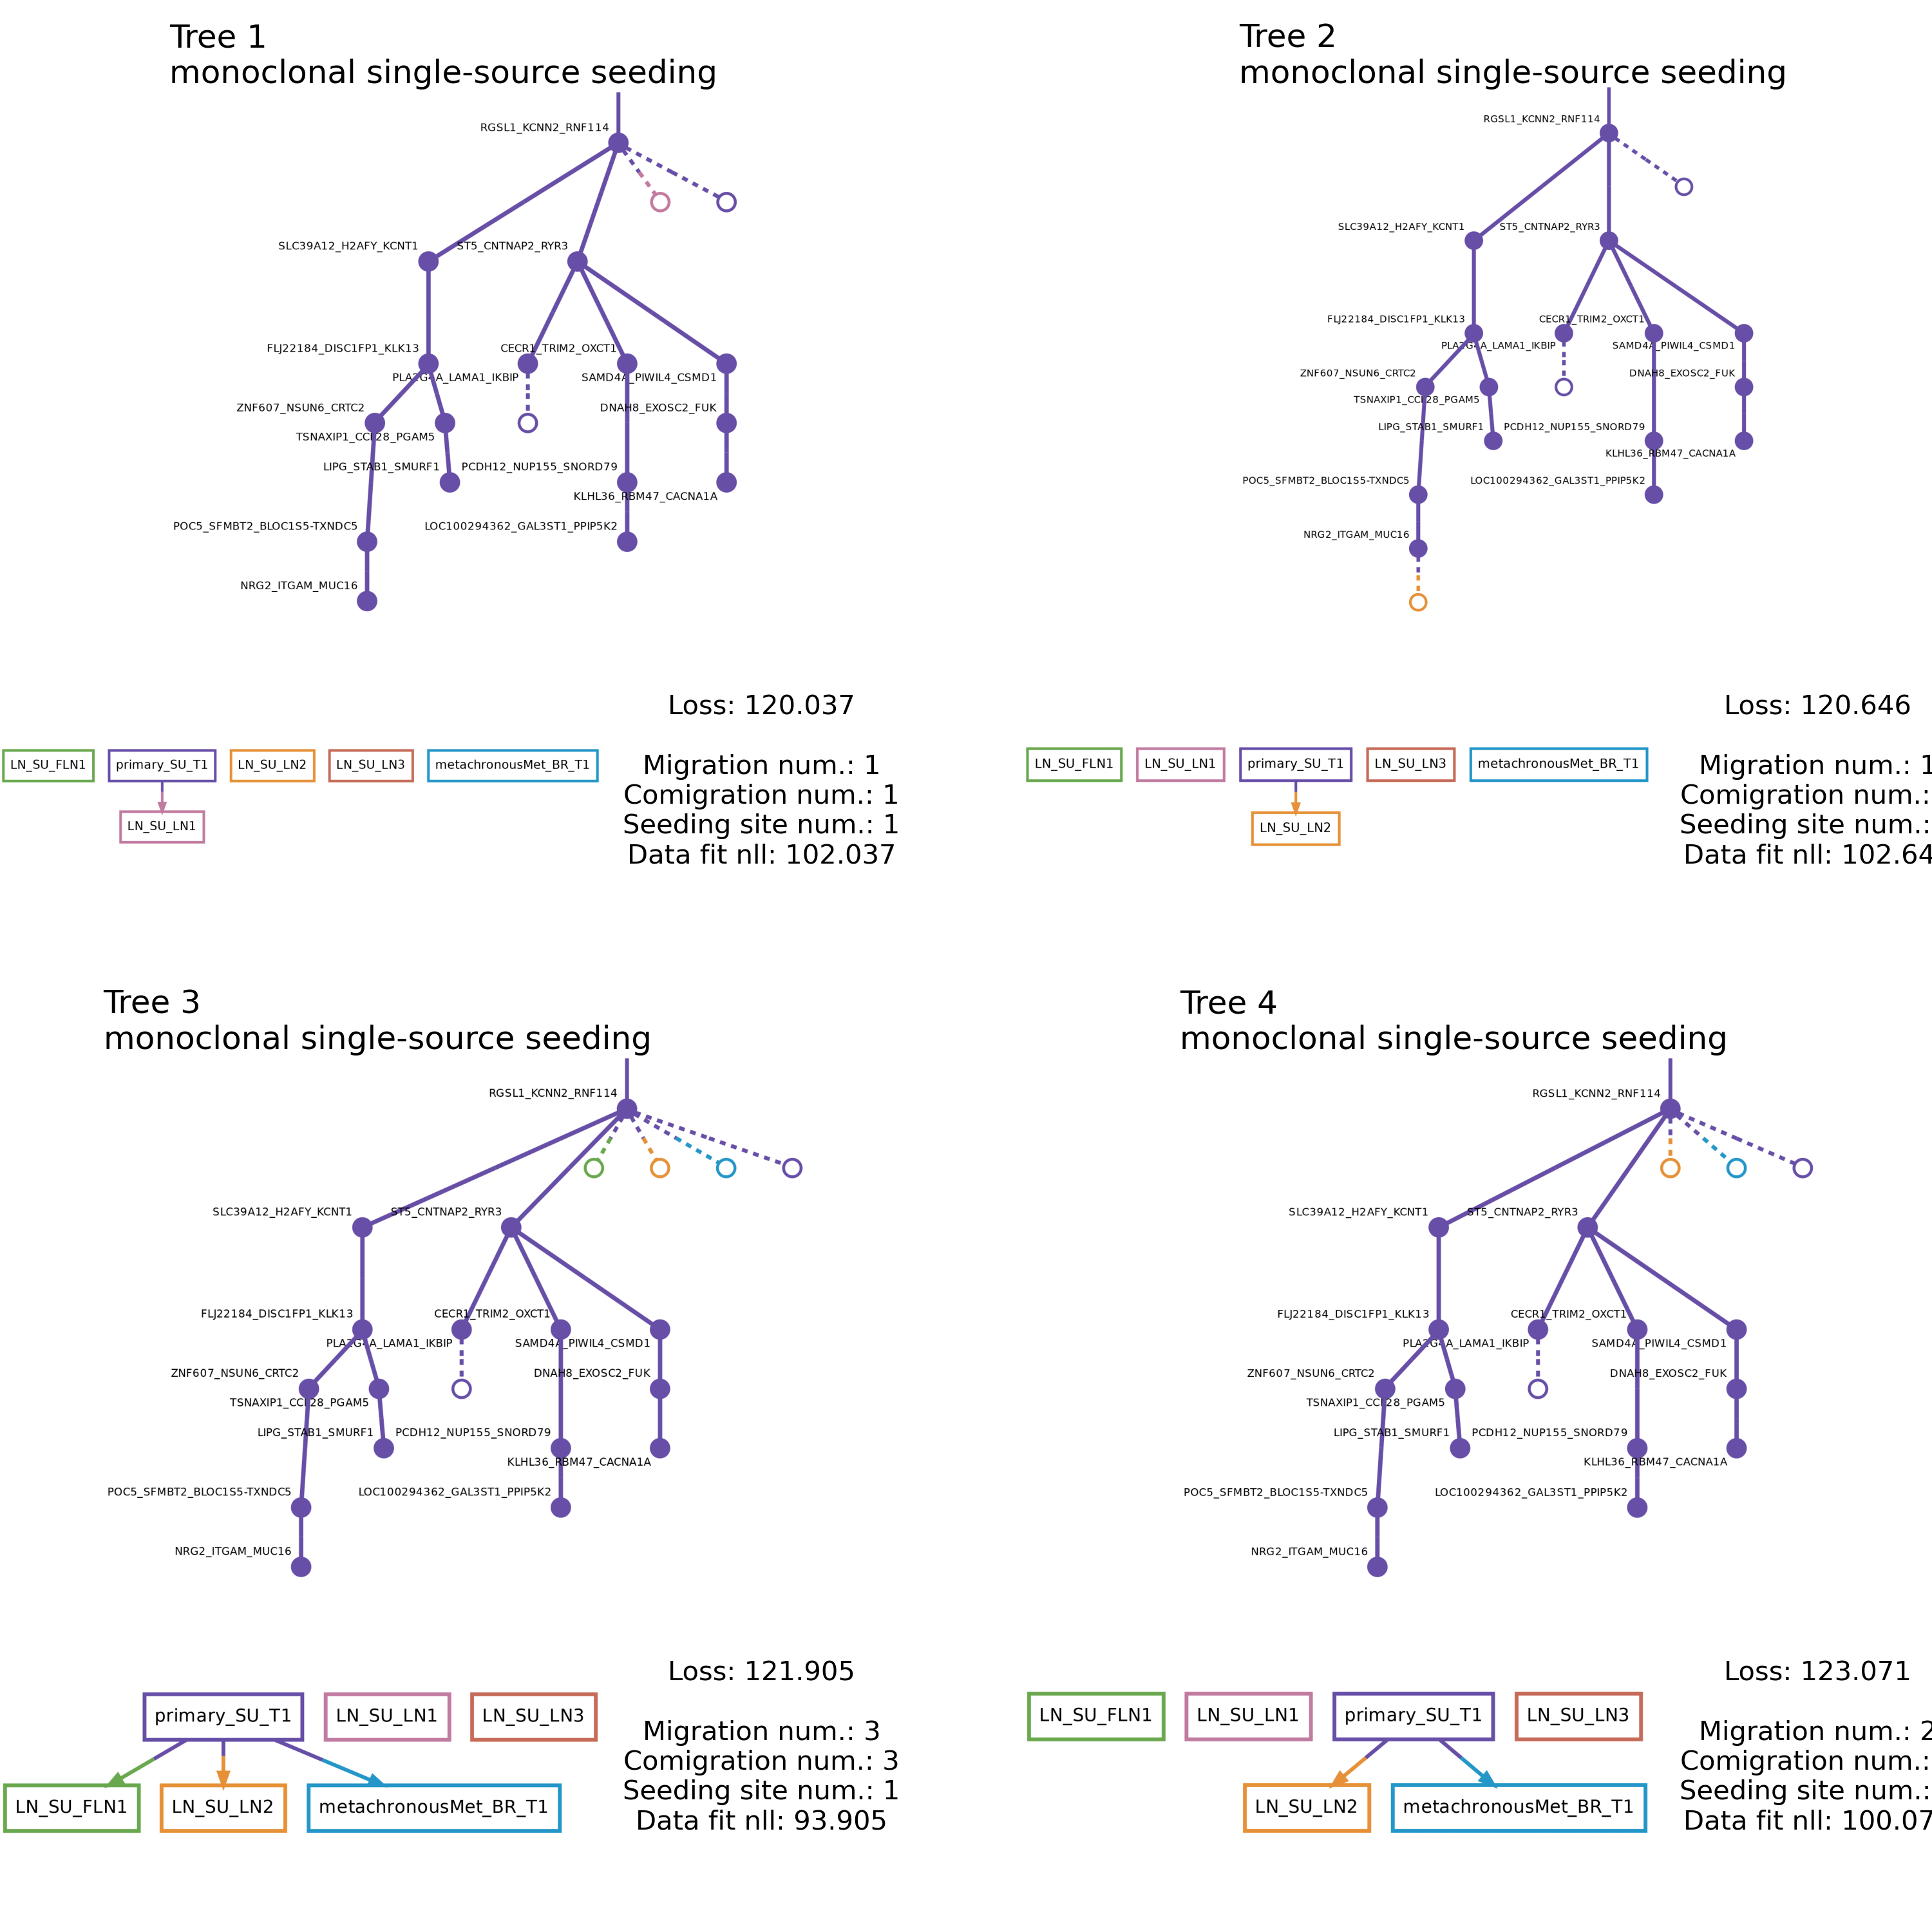 Tree 1
monoclonal single-source seeding
RGSL1_KCNN2_RNF114
SLC39A12_H2AFY_KCNT1
ST5_CNTNAP2_RYR3
FLJ22184_DISC1FP1_KLK13
CECR1_TRIM2_OXCT1
PLA2G4A_LAMA1_IKBIP
SAMD4A_PIWIL4_CSMD1
ZNF607_NSUN6_CRTC2
DNAH8_EXOSC2_FUK
TSNAXIP1_CCL28_PGAM5
LIPG_STAB1_SMURF1
PCDH12_NUP155_SNORD79
KLHL36_RBM47_CACNA1A
POC5_SFMBT2_BLOC1S5-TXNDC5
LOC100294362_GAL3ST1_PPIP5K2
NRG2_ITGAM_MUC16
LN_SU_FLN1
primary_SU_T1
LN_SU_LN2
LN_SU_LN3
metachronousMet_BR_T1
LN_SU_LN1
Loss: 120.037
Migration num.: 1
Comigration num.: 1
Seeding site num.: 1
Data fit nll: 102.037
Tree 2
monoclonal single-source seeding
RGSL1_KCNN2_RNF114
SLC39A12_H2AFY_KCNT1
ST5_CNTNAP2_RYR3
FLJ22184_DISC1FP1_KLK13
CECR1_TRIM2_OXCT1
PLA2G4A_LAMA1_IKBIP
SAMD4A_PIWIL4_CSMD1
ZNF607_NSUN6_CRTC2
DNAH8_EXOSC2_FUK
TSNAXIP1_CCL28_PGAM5
LIPG_STAB1_SMURF1
PCDH12_NUP155_SNORD79
KLHL36_RBM47_CACNA1A
POC5_SFMBT2_BLOC1S5-TXNDC5
LOC100294362_GAL3ST1_PPIP5K2
NRG2_ITGAM_MUC16
LN_SU_FLN1
LN_SU_LN1
primary_SU_T1
LN_SU_LN3
metachronousMet_BR_T1
LN_SU_LN2
Loss: 120.646
Migration num.: 1
Comigration num.:
Seeding site num.:
Data fit nll: 102.64
Tree 3
monoclonal single-source seeding
RGSL1_KCNN2_RNF114
SLC39A12_H2AFY_KCNT1
ST5_CNTNAP2_RYR3
FLJ22184_DISC1FP1_KLK13
CECR1_TRIM2_OXCT1
PLA2G4A_LAMA1_IKBIP
SAMD4A_PIWIL4_CSMD1
ZNF607_NSUN6_CRTC2
DNAH8_EXOSC2_FUK
TSNAXIP1_CCL28_PGAM5
LIPG_STAB1_SMURF1
PCDH12_NUP155_SNORD79
KLHL36_RBM47_CACNA1A
POC5_SFMBT2_BLOC1S5-TXNDC5
LOC100294362_GAL3ST1_PPIP5K2
NRG2_ITGAM_MUC16
primary_SU_T1
LN_SU_LN1
LN_SU_LN3
LN_SU_FLN1
LN_SU_LN2
metachronousMet_BR_T1
Loss: 121.905
Migration num.: 3
Comigration num.: 3
Seeding site num.: 1
Data fit nll: 93.905
Tree 4
monoclonal single-source seeding
RGSL1_KCNN2_RNF114
SLC39A12_H2AFY_KCNT1
ST5_CNTNAP2_RYR3
FLJ22184_DISC1FP1_KLK13
CECR1_TRIM2_OXCT1
PLA2G4A_LAMA1_IKBIP
SAMD4A_PIWIL4_CSMD1
ZNF607_NSUN6_CRTC2
DNAH8_EXOSC2_FUK
TSNAXIP1_CCL28_PGAM5
LIPG_STAB1_SMURF1
PCDH12_NUP155_SNORD79
KLHL36_RBM47_CACNA1A
POC5_SFMBT2_BLOC1S5-TXNDC5
LOC100294362_GAL3ST1_PPIP5K2
NRG2_ITGAM_MUC16
LN_SU_FLN1
LN_SU_LN1
primary_SU_T1
LN_SU_LN3
LN_SU_LN2
metachronousMet_BR_T1
Loss: 123.071
Migration num.: 2
Comigration num.:
Seeding site num.:
Data fit nll: 100.07